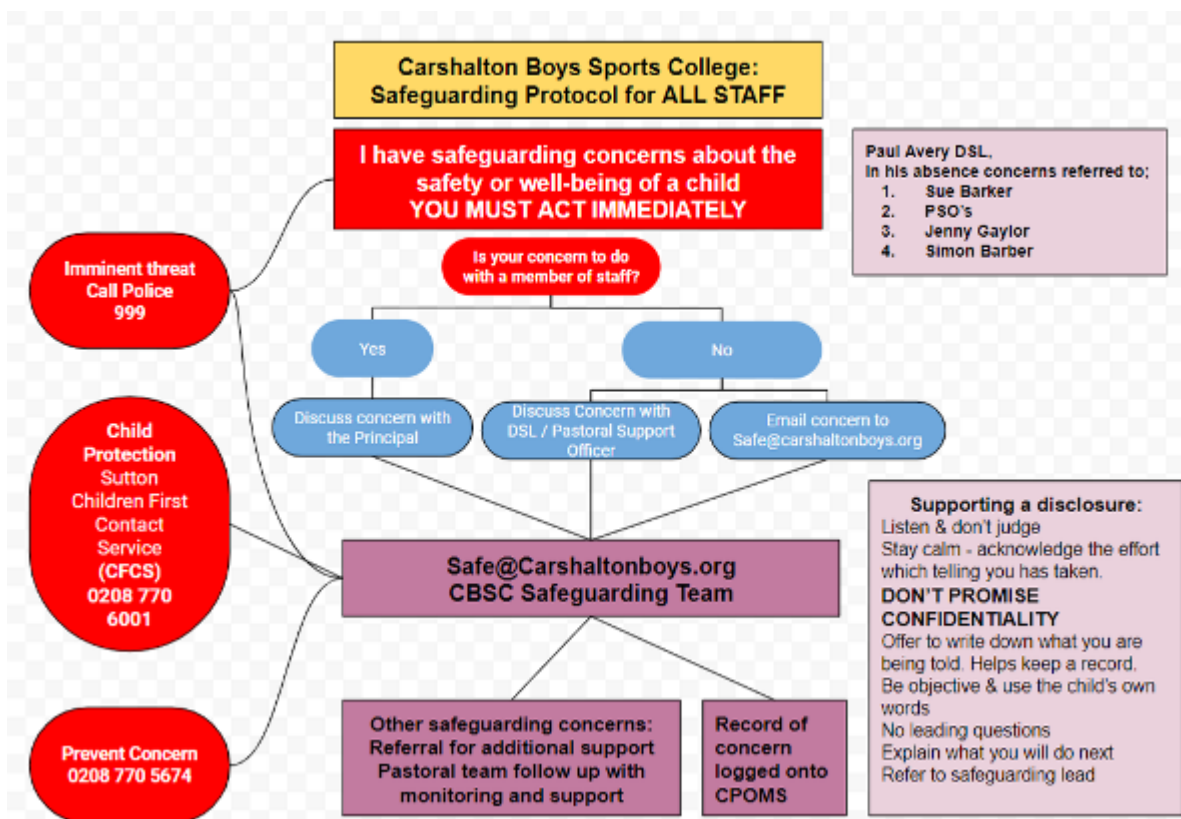 Carshalton Boys Sports College:
Safeguarding Protocol for ALL STAFF
I have safeguarding concerns about the
safety or well-being of a child
YOU MUST ACT IMMEDIATELY
Paul Avery DSL,
In his absence concerns referred to;
1. Sue Barker
2. PSO's
3. Jenny Gaylor
4. Simon Barber
Is your concern to do
with a member of staff?
Imminent threat
Call Police
999
Yes
No
Discuss concern with
the Principal
Discuss Concern with
DSL / Pastoral Support
Officer
Email concern to
Safe@carshaltonboys.org
Child
Protection
Sutton
Children First
Contact
Service
(CFCS)
0208 770
6001
Safe@Carshaltonboys.org
CBSC Safeguarding Team
Supporting a disclosure:
Listen & don't judge
Stay calm - acknowledge the effort
which telling you has taken.
DON'T PROMISE
CONFIDENTIALITY
Offer to write down what you are
being told. Helps keep a record.
Be objective & use the child's own
words
No leading questions
Explain what you will do next
Refer to safeguarding lead
Prevent Concern
0208 770 5674
Other safeguarding concerns:
Referral for additional support
Pastoral team follow up with
monitoring and support
Record of
concern
logged onto
CPOMS